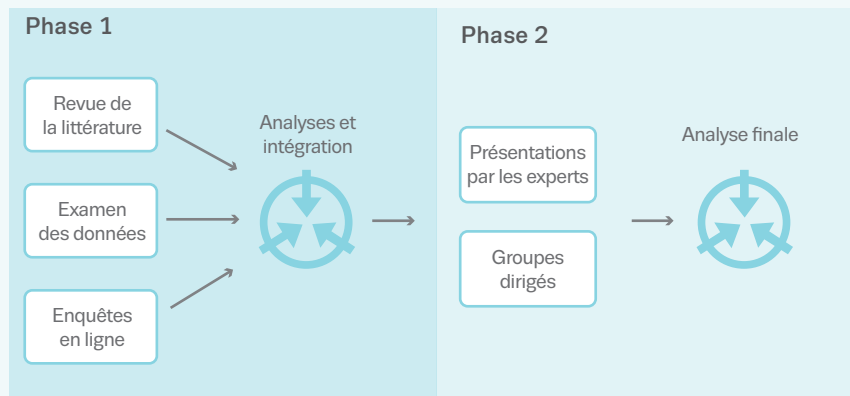 Phase 1
Revue de
la littérature
Examen
des données
Enquêtes
en ligne
Analyses et
intégration
Phase 2
Présentations
par les experts
Groupes
dirigés
Analyse finale